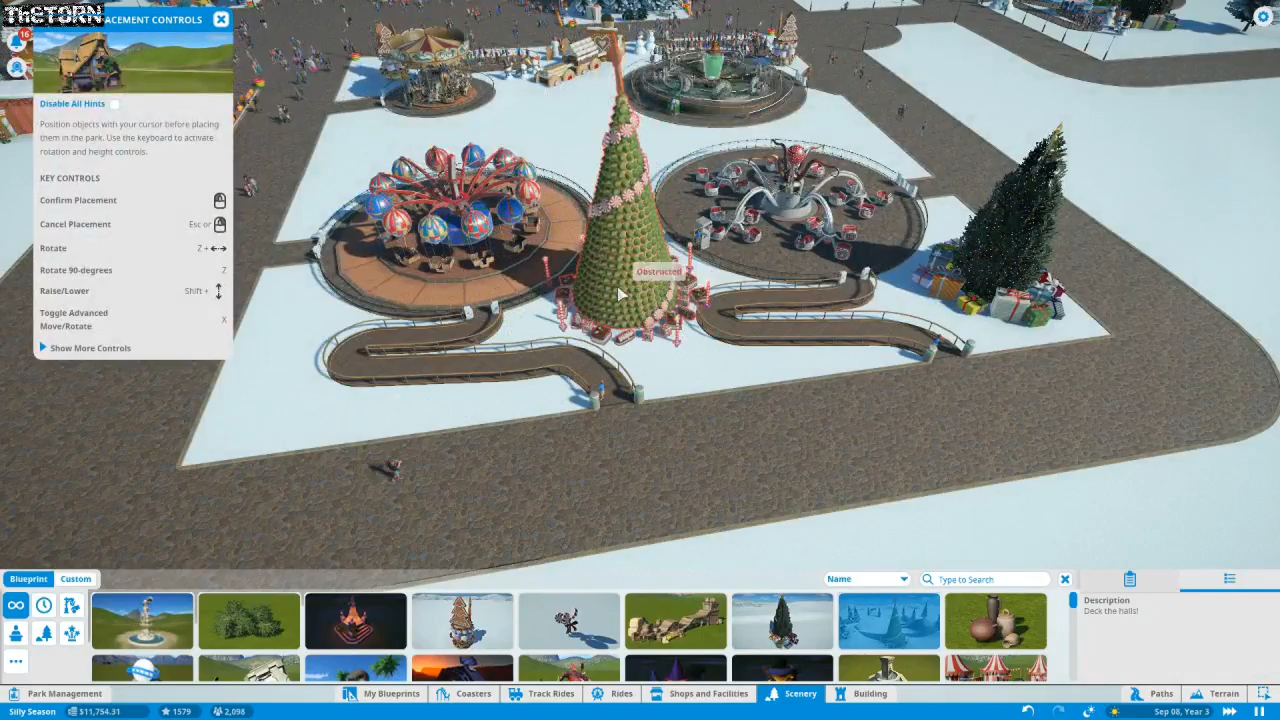 THETORN
PLACEMENT CONTROLS
16
Disable All Hints
Position objects with your cursor before placing
them in the park. Use the keyboard to activate
rotation and height controls.
KEY CONTROLS
Confirm Placement
Cancel Placement Esc or
Rotate Z +
Rotate 90-degrees Z
Raise/Lower Shift +
Toggle Advanced
Move/Rotate X
Show More Controls
Obstructed
Blueprint Custom
Name
Type to Search
Description
Deck the halls!
Park Management
My Blueprints
Coasters
Track Rides
Rides
Shops and Facilities
Scenery
Building
Paths
Terrain
Silly Season
$11,754.31
1579
2,098
Sep 08, Year 3